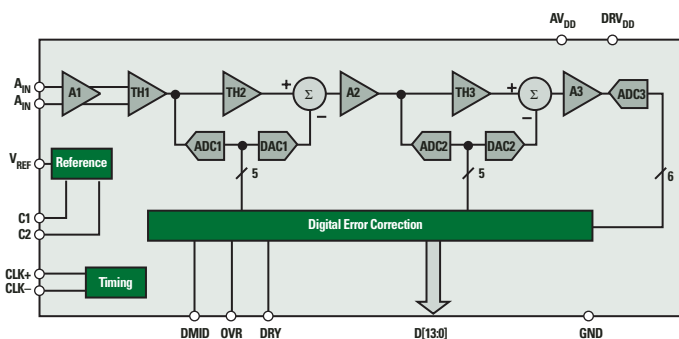 AVDD DRVDD
AIN
AIN
A1 TH1 TH2 + Σ A2 TH3 + Σ A3 ADC3
– –
ADC1 DAC1 ADC2 DAC2
VREF Reference
5 5 6
C1
C2
Digital Error Correction
CLK+
CLK–
Timing
DMID OVR DRY D[13:0] GND